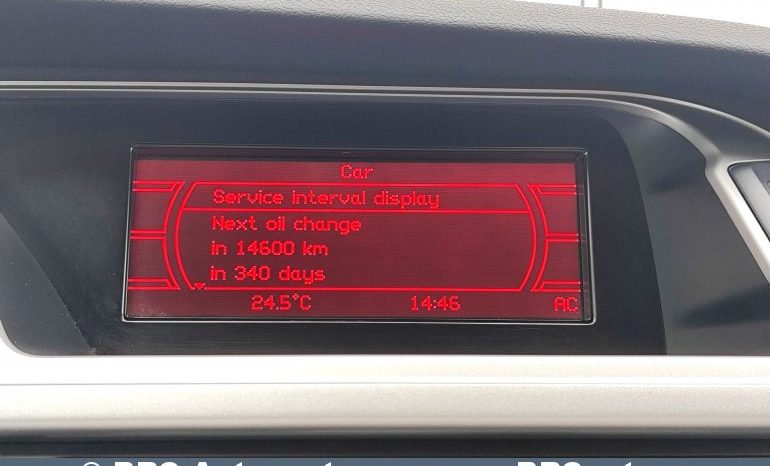 Car
Service interval display
Next oil change
in 14600 km
in 340 days
24.5°C 14:46 AC